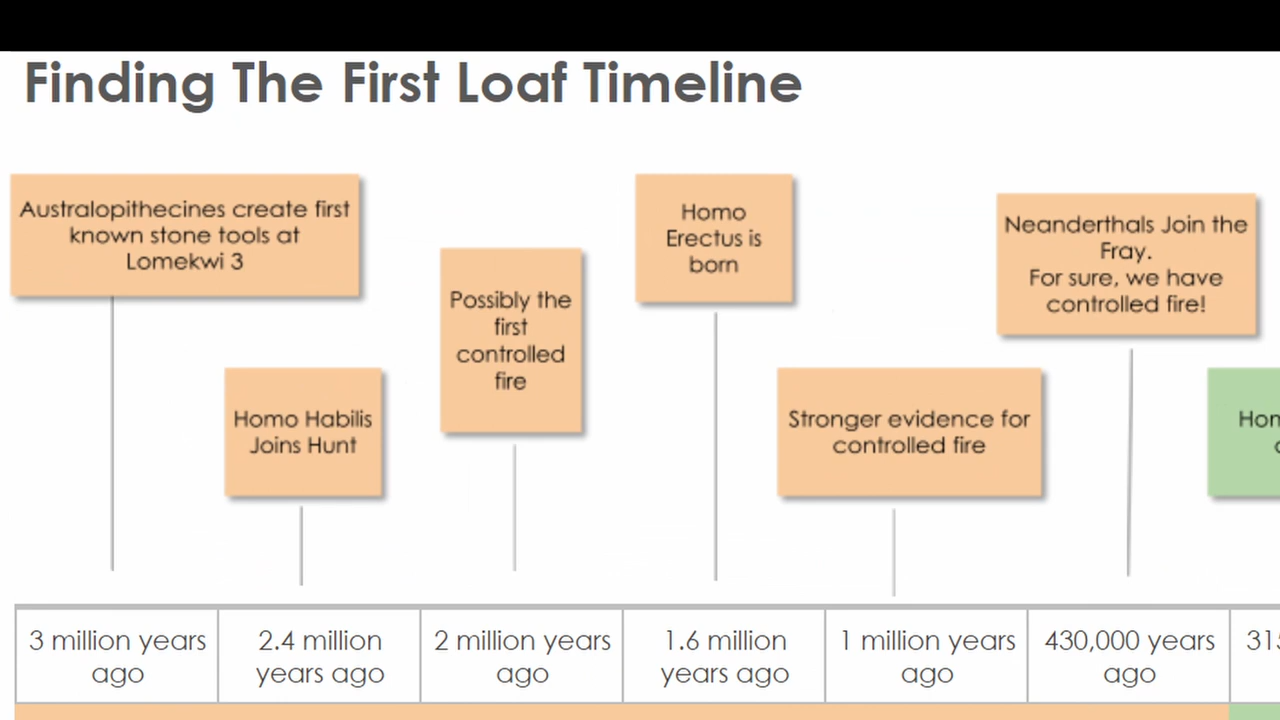 Finding The First Loaf Timeline
Australopithecines create first
known stone tools at
Lomekwi 3
Homo Habilis
Joins Hunt
Possibly the
first
controlled
fire
Homo
Erectus is
born
Stronger evidence for
controlled fire
Neanderthals Join the
Fray.
For sure, we have
controlled fire!
3 million years
ago
2.4 million
years ago
2 million years
ago
1.6 million
years ago
1 million years
ago
430,000 years
ago